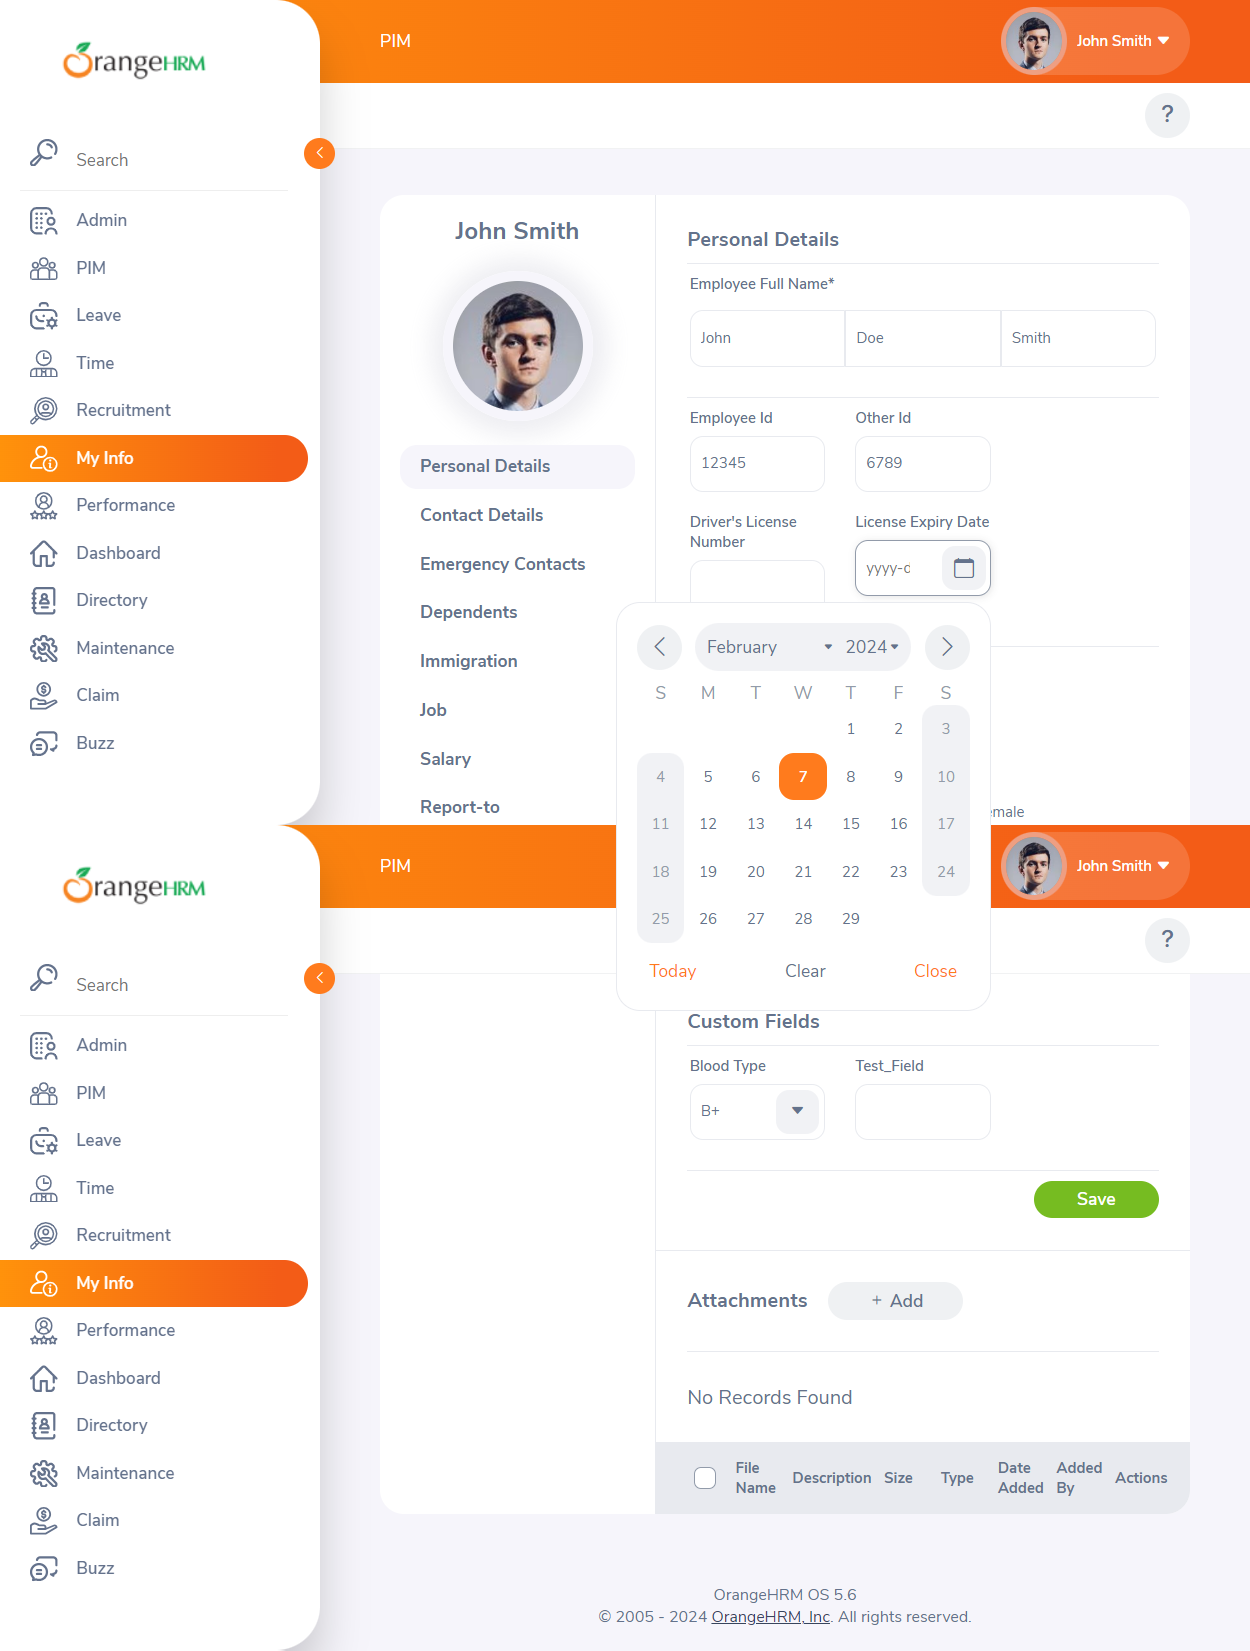 OrangeHRM
PIM
John Smith
?
Search
Admin
PIM
Leave
Time
Recruitment
My Info
Performance
Dashboard
Directory
Maintenance
Claim
Buzz
John Smith
Personal Details
Contact Details
Emergency Contacts
Dependents
Immigration
Job
Salary
Report-to
Personal Details
Employee Full Name*
John Doe Smith
Employee Id Other Id
12345 6789
Driver's License Number
License Expiry Date
yyyy-d
February 2024
S M T W T F S
1 2 3
4 5 6 7 8 9 10
11 12 13 14 15 16 17
18 19 20 21 22 23 24
25 26 27 28 29
Today Clear Close
OrangeHRM
PIM
John Smith
?
Search
Admin
PIM
Leave
Time
Recruitment
My Info
Performance
Dashboard
Directory
Maintenance
Claim
Buzz
Custom Fields
Blood Type Test_Field
B+
Save
Attachments + Add
No Records Found
File Name Description Size Type Date Added Added By Actions
OrangeHRM OS 5.6
© 2005 - 2024 OrangeHRM, Inc. All rights reserved.